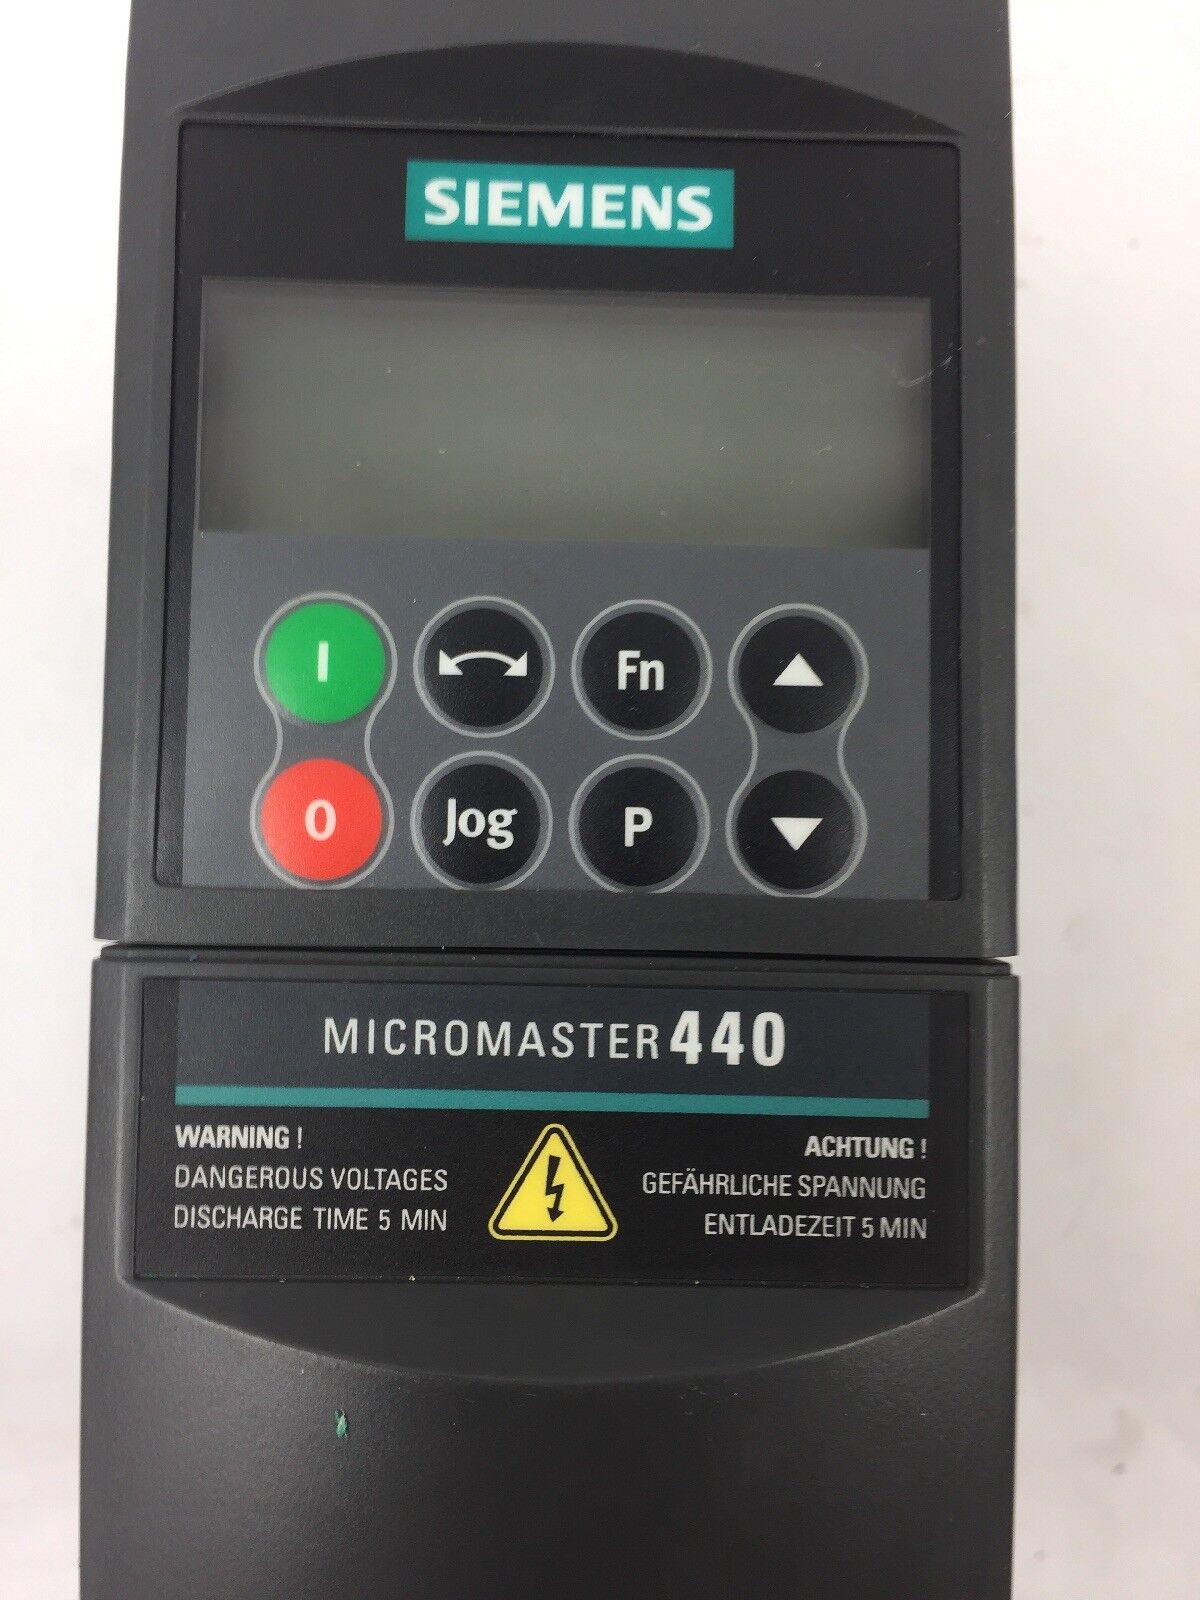 SIEMENS
I
Fn
0
Jog
P
MICROMASTER 440
WARNING !
DANGEROUS VOLTAGES
DISCHARGE TIME 5 MIN
ACHTUNG !
GEFÄHRLICHE SPANNUNG
ENTLADEZEIT 5 MIN